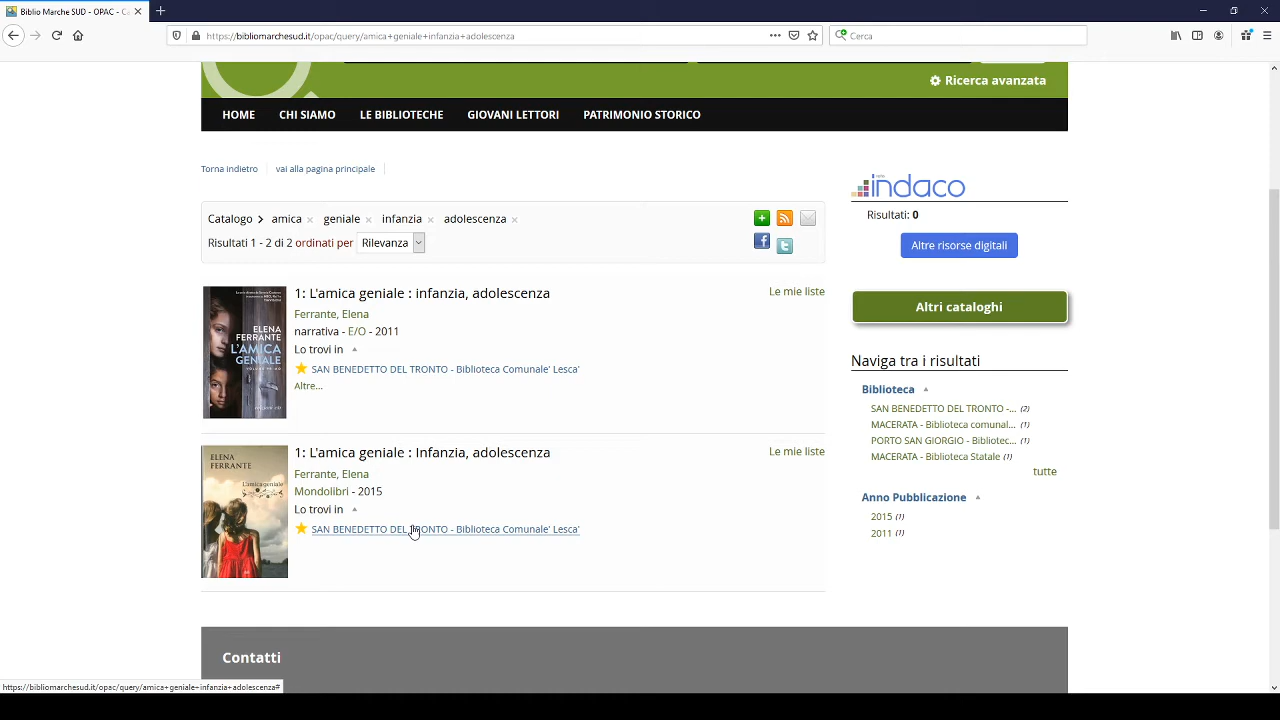 Biblio Marche SUD - OPAC - Ca
https://bibliomarchesud.it/opac/query/amica+geniale+infanzia+adolescenza
Cerca
Ricerca avanzata
HOME CHI SIAMO LE BIBLIOTECHE GIOVANI LETTORI PATRIMONIO STORICO
Torna indietro vai alla pagina principale
Catalogo amica geniale infanzia adolescenza
Risultati 1 - 2 di 2 ordinati per Rilevanza
1: L'amica geniale : infanzia, adolescenza
Le mie liste
Ferrante, Elena
narrativa - E/O - 2011
Lo trovi in
SAN BENEDETTO DEL TRONTO - Biblioteca Comunale' Lesca'
Altre...
ELENA
FERRANTE
L'AMICA
GENIALE
1: L'amica geniale : Infanzia, adolescenza
Le mie liste
Ferrante, Elena
Mondolibri - 2015
Lo trovi in
SAN BENEDETTO DEL TRONTO - Biblioteca Comunale' Lesca'
ELENA
FERRANTE
L'amica
geniale
indaco
Risultati: 0
Altre risorse digitali
Altri cataloghi
Naviga tra i risultati
Biblioteca
SAN BENEDETTO DEL TRONTO -... (2)
MACERATA - Biblioteca comunal... (1)
PORTO SAN GIORGIO - Bibliotec... (1)
MACERATA - Biblioteca Statale (1)
tutte
Anno Pubblicazione
2015 (1)
2011 (1)
Contatti
https://bibliomarchesud.it/opac/query/amica+geniale+infanzia+adolescenza#